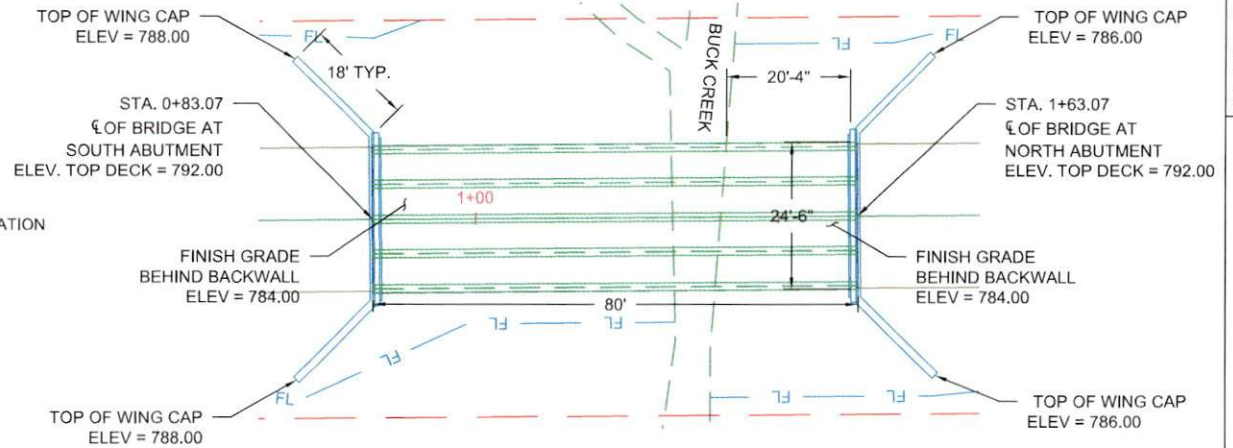 TOP OF WING CAP
ELEV = 788.00
FL
18' TYP.
BUCK CREEK
FL
FL
20'-4"
TOP OF WING CAP
ELEV = 786.00
STA. 0+83.07
℄ OF BRIDGE AT
SOUTH ABUTMENT
ELEV. TOP DECK = 792.00
STA. 1+63.07
℄ OF BRIDGE AT
NORTH ABUTMENT
ELEV. TOP DECK = 792.00
1+00
24'-6"
ATION
FINISH GRADE
BEHIND BACKWALL
ELEV = 784.00
FINISH GRADE
BEHIND BACKWALL
ELEV = 784.00
80'
FL
FL
FL
FL
FL
FL
TOP OF WING CAP
ELEV = 788.00
TOP OF WING CAP
ELEV = 786.00